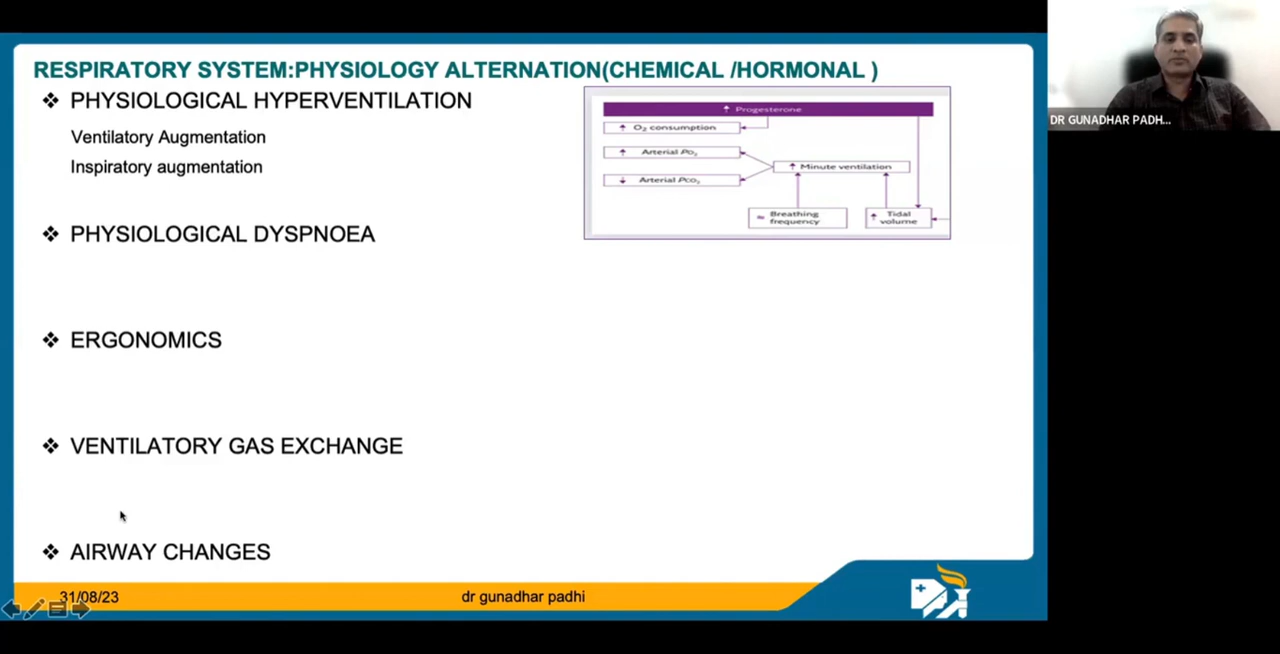 RESPIRATORY SYSTEM:PHYSIOLOGY ALTERNATION(CHEMICAL /HORMONAL )
❖ PHYSIOLOGICAL HYPERVENTILATION
Ventilatory Augmentation
Inspiratory augmentation
↑ Progesterone
↑ O₂ consumption
↑ Arterial Po₂
↓ Arterial Pco₂
↑ Minute ventilation
≈ Breathing
frequency
↑ Tidal
volume
❖ PHYSIOLOGICAL DYSPNOEA
❖ ERGONOMICS
❖ VENTILATORY GAS EXCHANGE
❖ AIRWAY CHANGES
31/08/23
dr gunadhar padhi
DR GUNADHAR PADH...